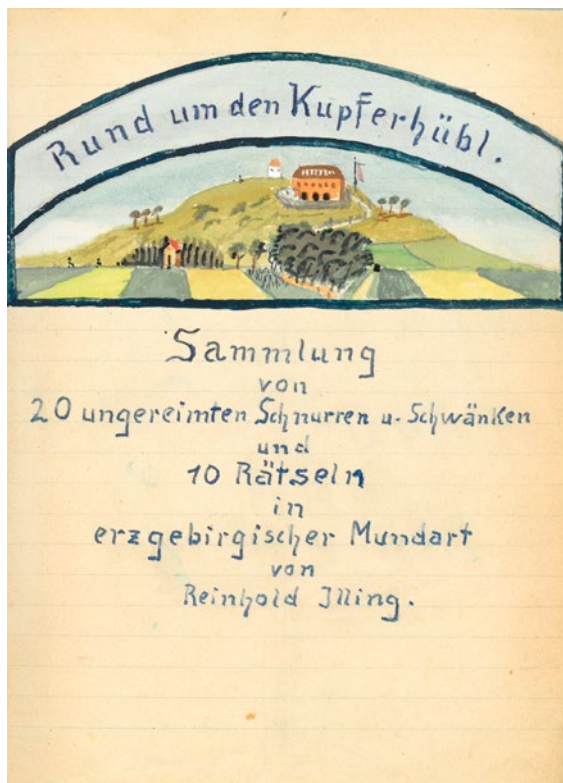 Rund um den Kupferhübl.
Sammlung
von
20 ungereimten Schnurren u. Schwänken
und
10 Rätseln
in
erzgebirgischer Mundart
von
Reinhold Illing.